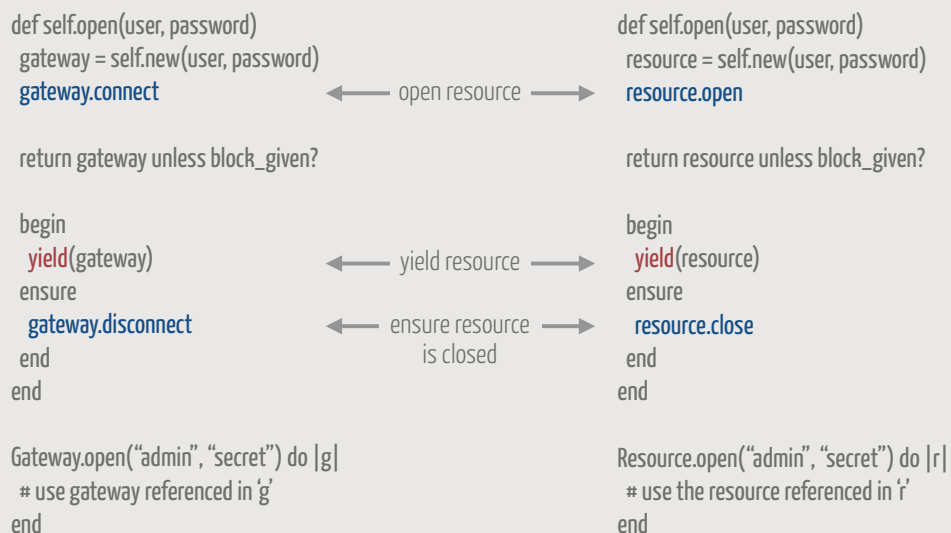 def self.open(user, password)
gateway = self.new(user, password)
gateway.connect
return gateway unless block_given?
begin
yield(gateway)
ensure
gateway.disconnect
end
end
Gateway.open(“admin”, “secret”) do |g|
# use gateway referenced in ‘g’
end
open resource
yield resource
ensure resource
is closed
def self.open(user, password)
resource = self.new(user, password)
resource.open
return resource unless block_given?
begin
yield(resource)
ensure
resource.close
end
end
Resource.open(“admin”, “secret”) do |r|
# use the resource referenced in ‘r’
end